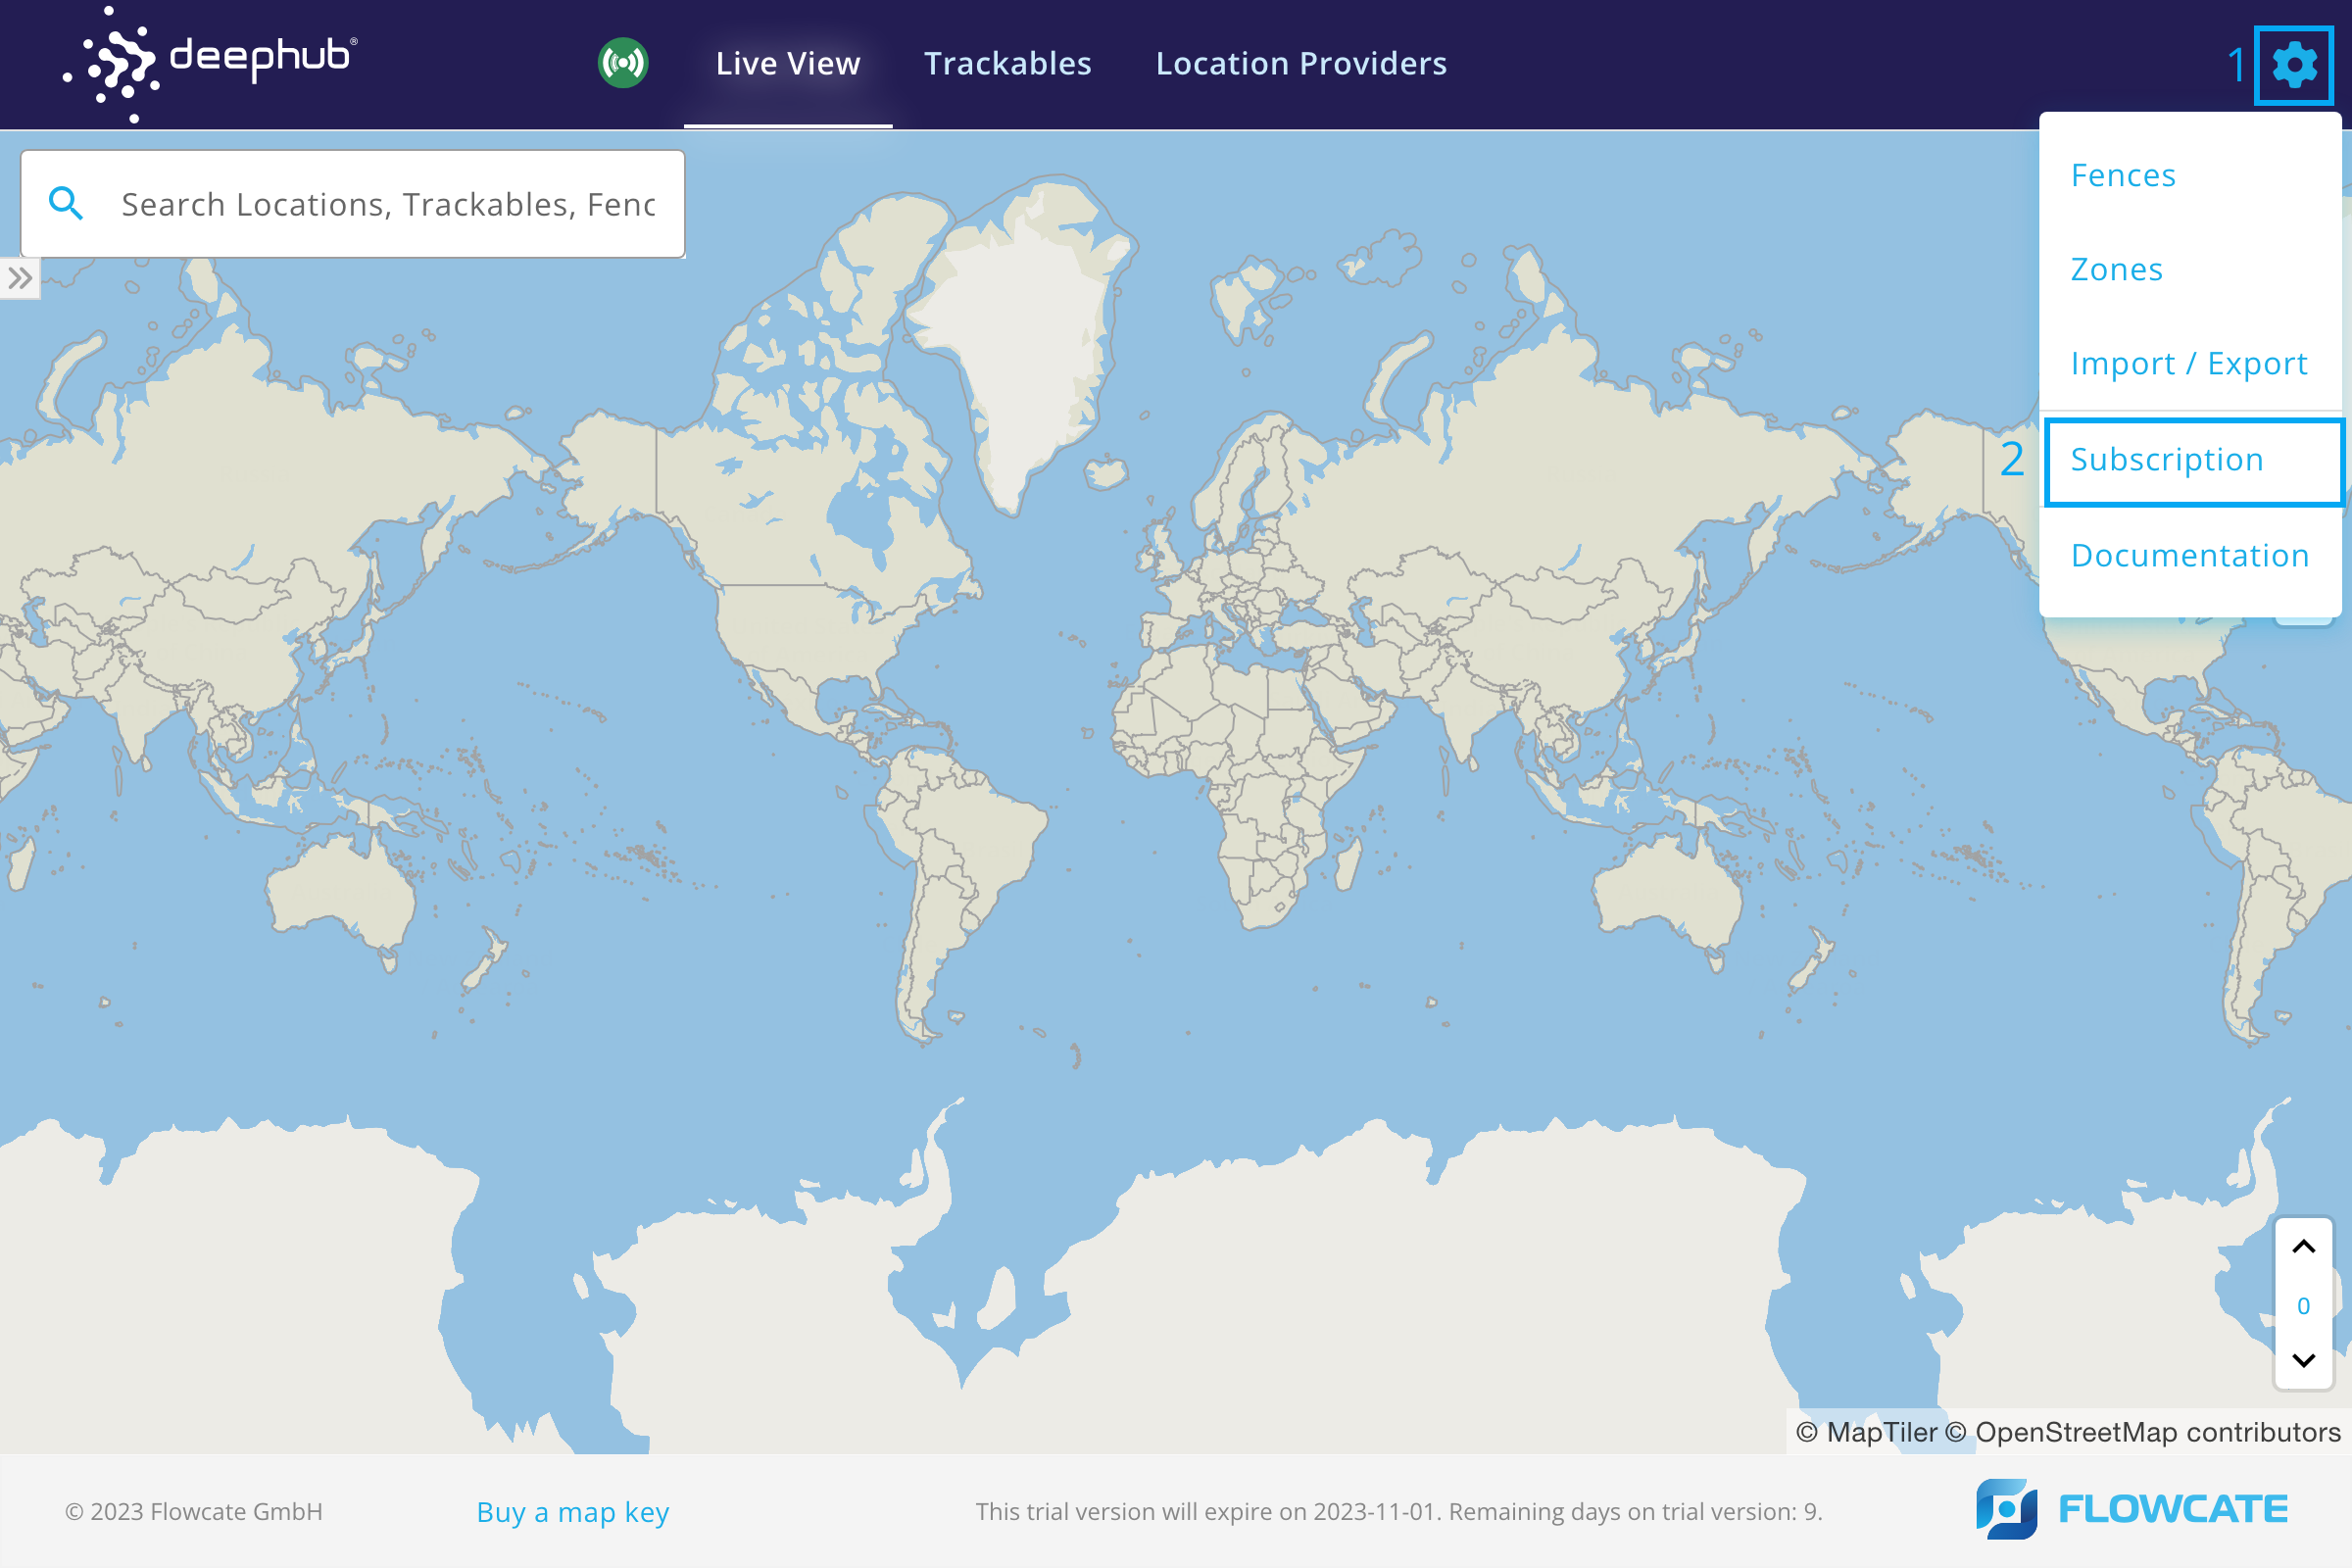 deephub®
Live View
Trackables
Location Providers
1
Search Locations, Trackables, Fenc
Fences
Zones
Import / Export
2
Subscription
Documentation
0
© MapTiler © OpenStreetMap contributors
© 2023 Flowcate GmbH
Buy a map key
This trial version will expire on 2023-11-01. Remaining days on trial version: 9.
FLOWCATE